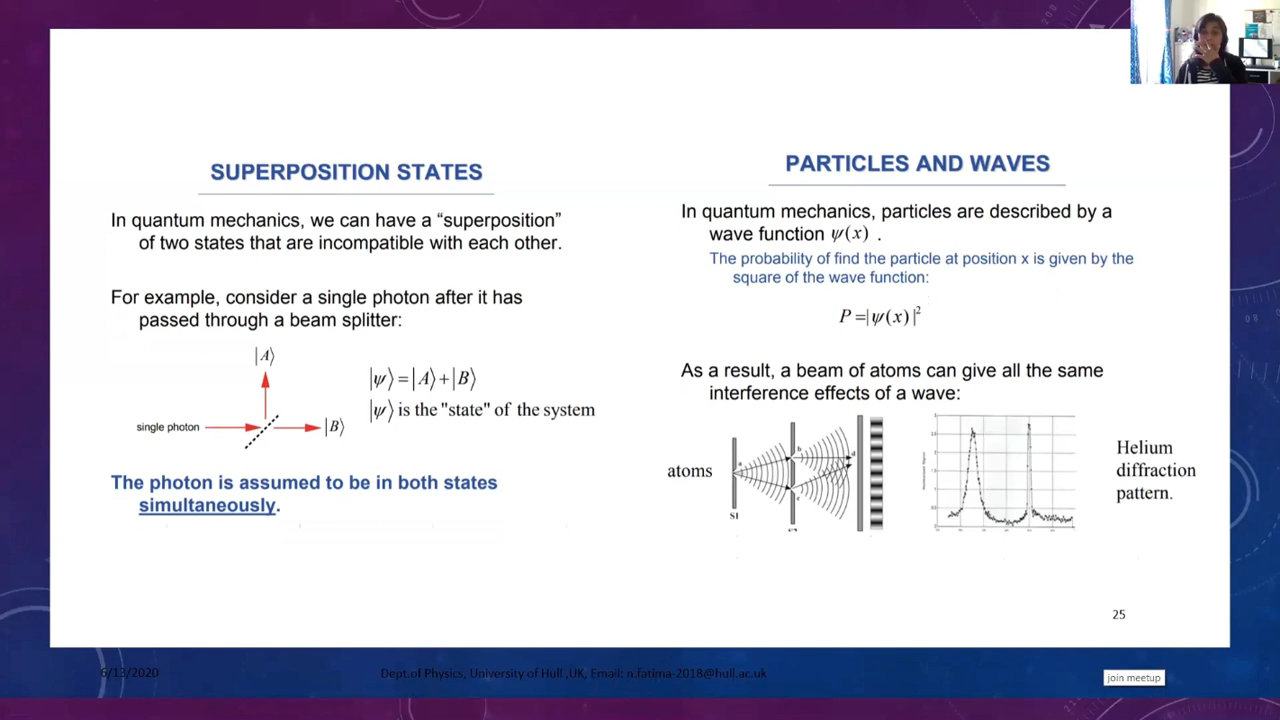 SUPERPOSITION STATES
In quantum mechanics, we can have a “superposition”
of two states that are incompatible with each other.
For example, consider a single photon after it has
passed through a beam splitter:
|A⟩
|ψ⟩=|A⟩+|B⟩
|ψ⟩ is the "state" of the system
single photon
|B⟩
The photon is assumed to be in both states
simultaneously.
PARTICLES AND WAVES
In quantum mechanics, particles are described by a
wave function ψ(x) .
The probability of find the particle at position x is given by the
square of the wave function:
P=|ψ(x)|²
As a result, a beam of atoms can give all the same
interference effects of a wave:
atoms
a
b
c
d
S1
Helium
diffraction
pattern.
25
6/13/2020
Dept.of Physics, University of Hull ,UK, Email: n.fatima-2018@hull.ac.uk
join meetup